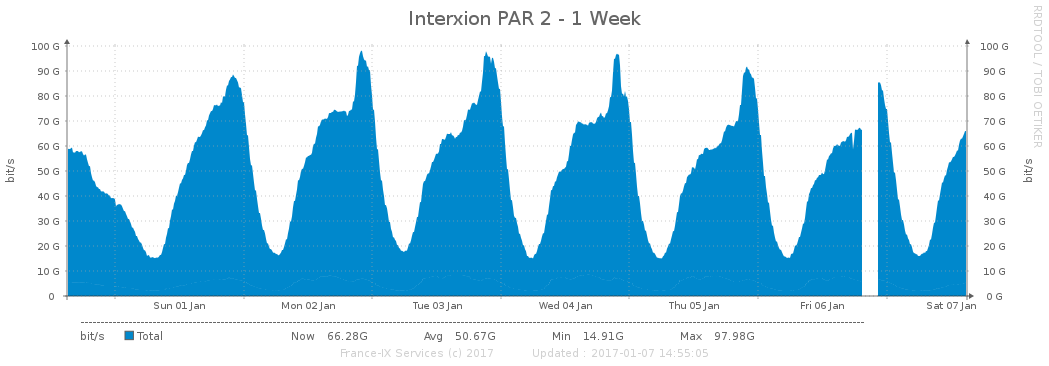 Interxion PAR 2 - 1 Week
RRDTOOL / TOBI OETIKER
100 G 100 G
90 G 90 G
80 G 80 G
70 G 70 G
60 G 60 G
50 G 50 G
40 G 40 G
30 G 30 G
20 G 20 G
10 G 10 G
0 0 G
bit/s bit/s
Sun 01 Jan Mon 02 Jan Tue 03 Jan Wed 04 Jan Thu 05 Jan Fri 06 Jan Sat 07 Jan
bit/s Total Now 66.28G Avg 50.67G Min 14.91G Max 97.98G
France-IX Services (c) 2017 Updated : 2017-01-07 14:55:05